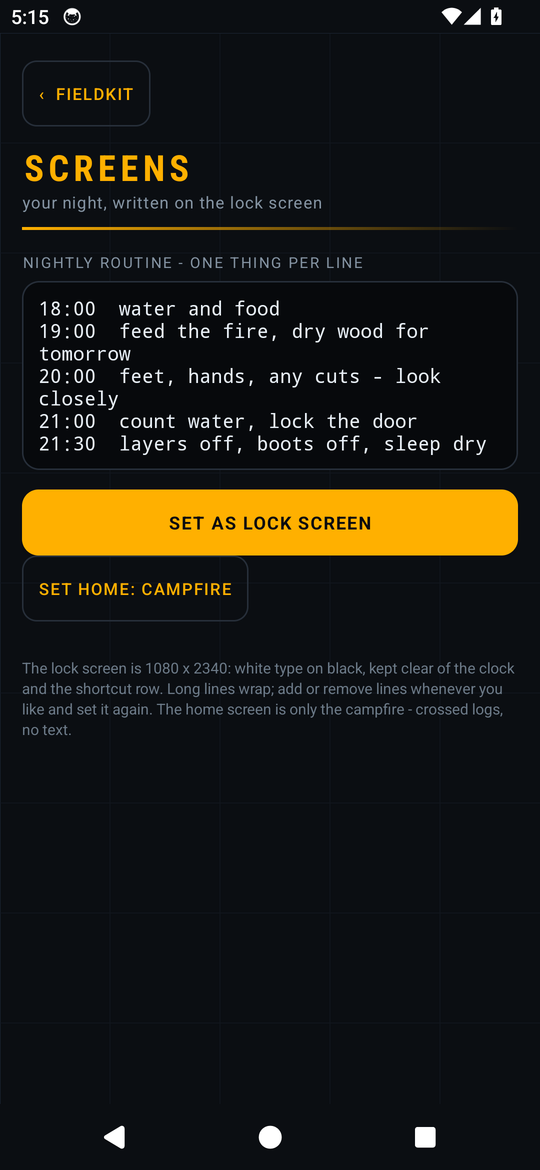 5:15
‹ FIELDKIT
SCREENS
your night, written on the lock screen
NIGHTLY ROUTINE - ONE THING PER LINE
18:00  water and food
19:00  feed the fire, dry wood for
tomorrow
20:00  feet, hands, any cuts - look
closely
21:00  count water, lock the door
21:30  layers off, boots off, sleep dry
SET AS LOCK SCREEN
SET HOME: CAMPFIRE
The lock screen is 1080 x 2340: white type on black, kept clear of the clock
and the shortcut row. Long lines wrap; add or remove lines whenever you
like and set it again. The home screen is only the campfire - crossed logs,
no text.